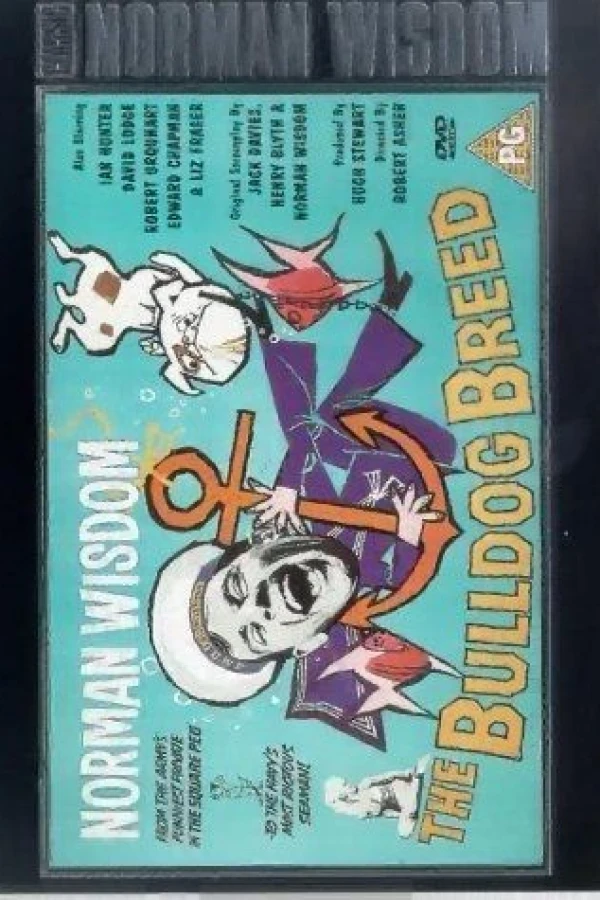 NORMAN WISDOM
NORMAN WISDOM
FROM THE ARMY'S
FUNNIEST PRIVATE
IN THE SQUARE PEG
-TO THE NAVY'S
MOST RIOTOUS
SEAMAN!
THE BULLDOG BREED
Also Starring
IAN HUNTER
DAVID LODGE
ROBERT URQUHART
EDWARD CHAPMAN
& LIZ FRASER
Original Screenplay By
JACK DAVIES,
HENRY BLYTH &
NORMAN WISDOM
Produced By
HUGH STEWART
Directed By
ROBERT ASHER
DVD
PG